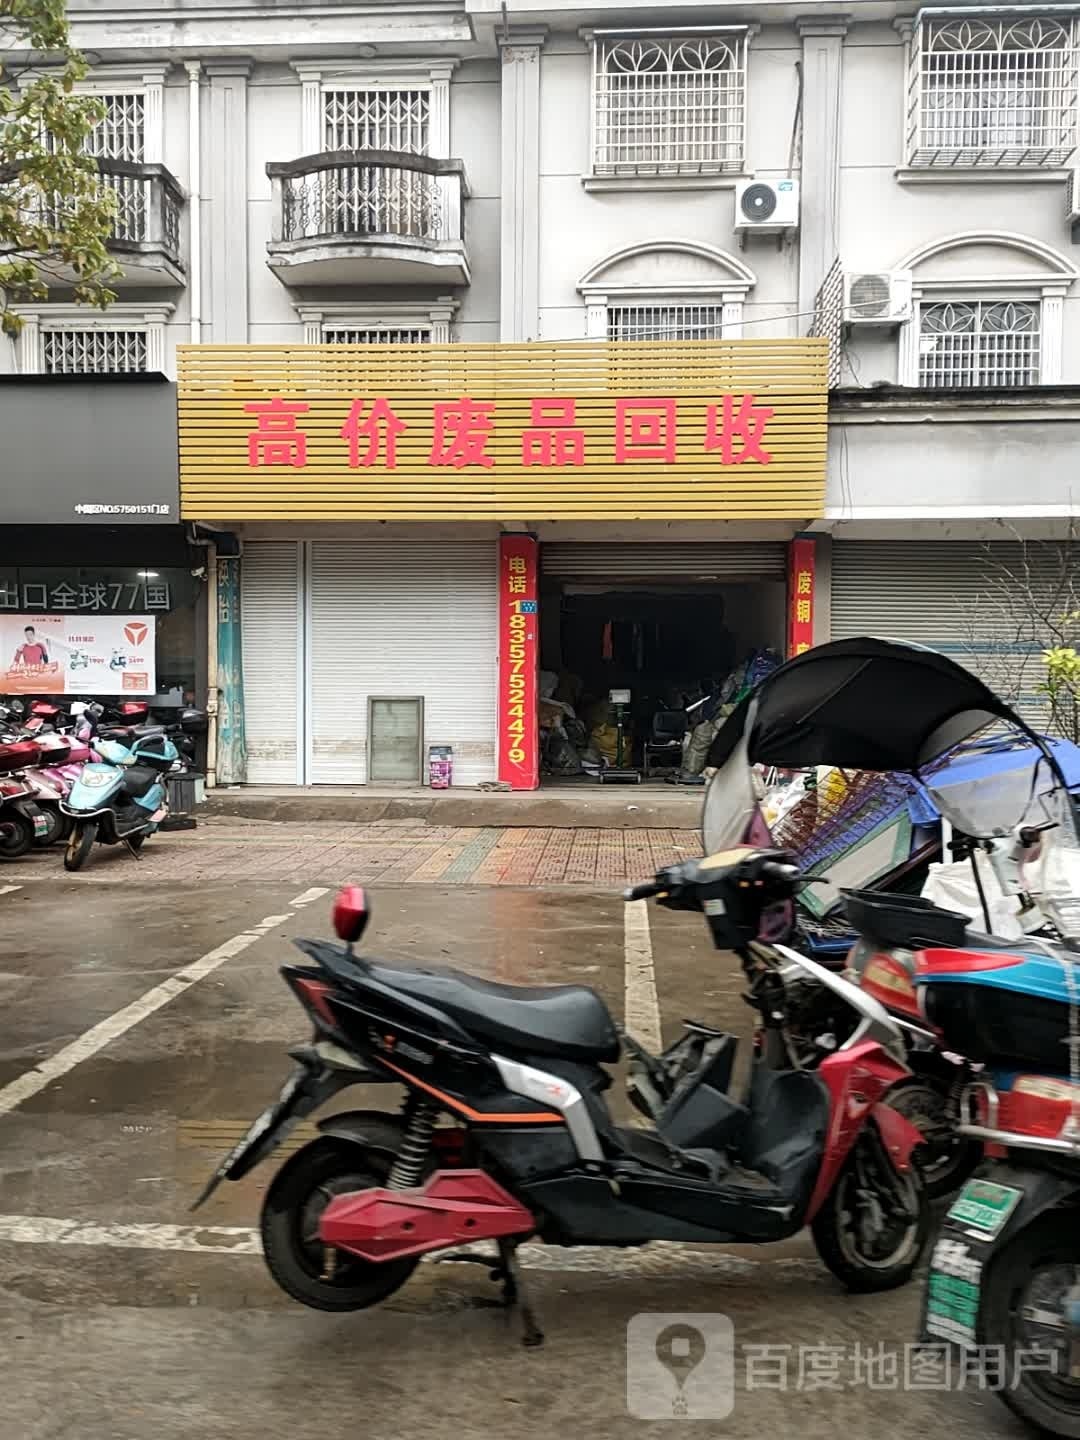 高价废品回收
中国区NO:5750151门店
出口全球77国
电话 18357524479
废铜
百度地图用户